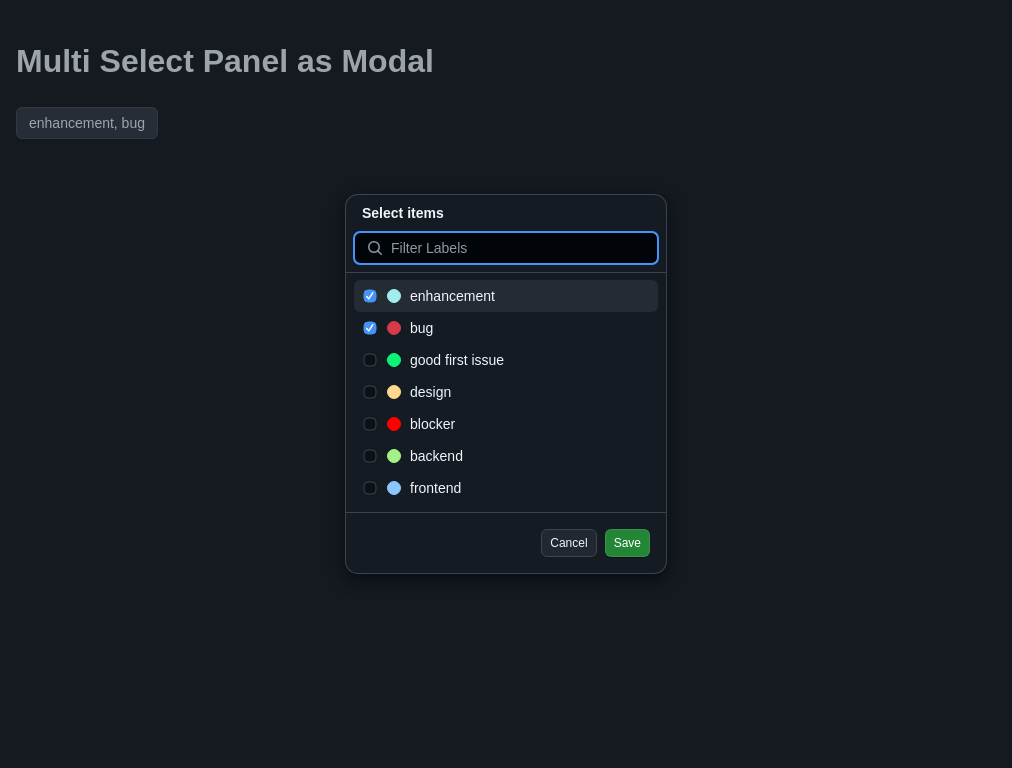 Multi Select Panel as Modal
enhancement, bug
Select items
Filter Labels
enhancement
bug
good first issue
design
blocker
backend
frontend
Cancel Save